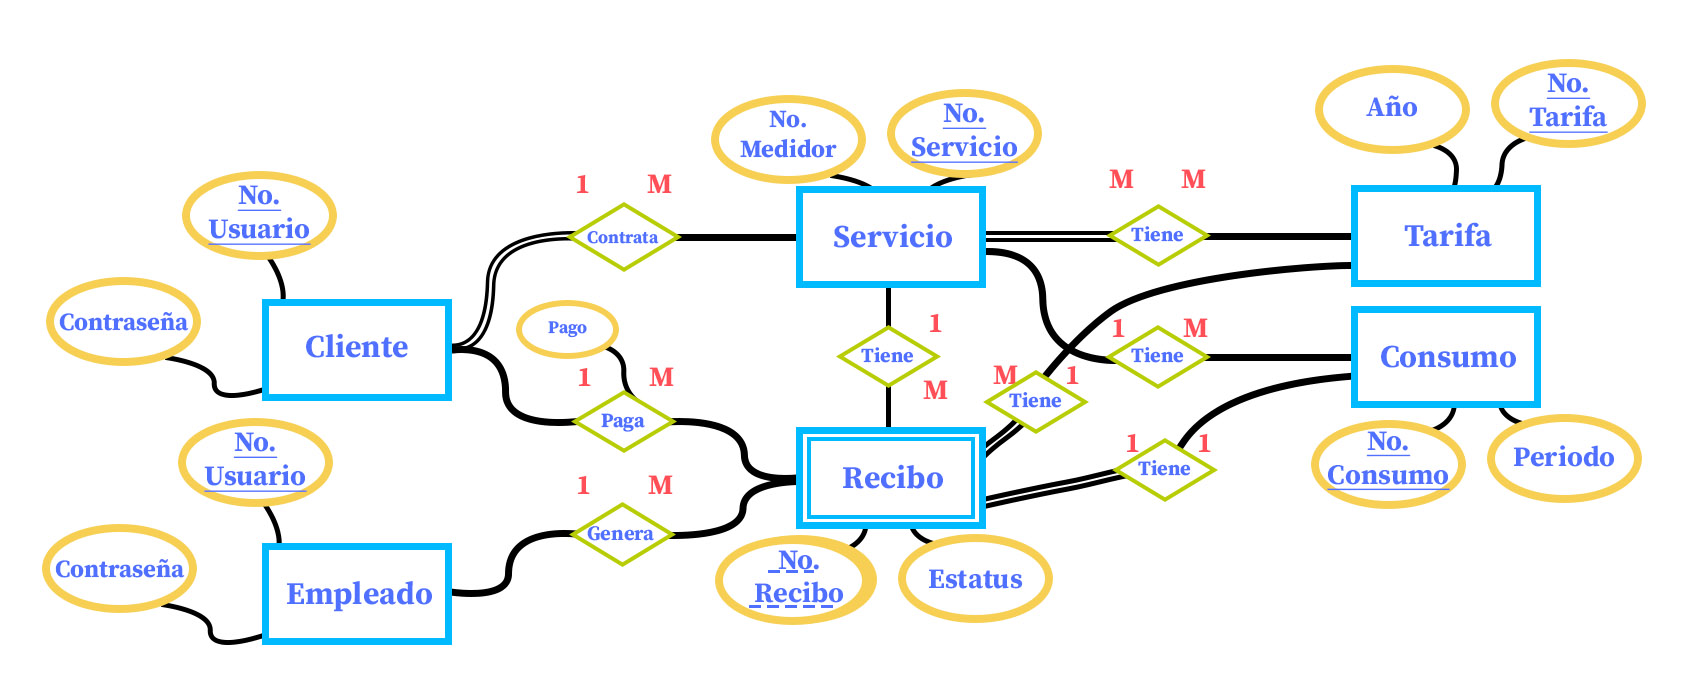 No.
Usuario
Contraseña
Cliente
No.
Usuario
Contraseña
Empleado
1 M
Contrata
Pago
1 M
Paga
1 M
Genera
No.
Medidor
No.
Servicio
Servicio
1
Tiene
M
Recibo
No.
Recibo
Estatus
M M
Tiene
1 M
Tiene
M 1
Tiene
1 1
Tiene
Año
No.
Tarifa
Tarifa
Consumo
No.
Consumo
Periodo